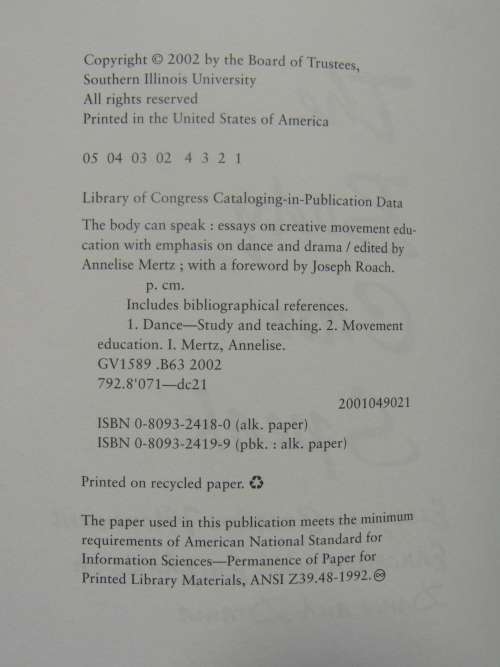 Copyright © 2002 by the Board of Trustees,
Southern Illinois University
All rights reserved
Printed in the United States of America
05 04 03 02 4 3 2 1
Library of Congress Cataloging-in-Publication Data
The body can speak : essays on creative movement edu-
cation with emphasis on dance and drama / edited by
Annelise Mertz ; with a foreword by Joseph Roach.
p. cm.
Includes bibliographical references.
1. Dance—Study and teaching. 2. Movement
education. I. Mertz, Annelise.
GV1589 .B63 2002
792.8'071—dc21
2001049021
ISBN 0-8093-2418-0 (alk. paper)
ISBN 0-8093-2419-9 (pbk. : alk. paper)
Printed on recycled paper. ♻
The paper used in this publication meets the minimum
requirements of American National Standard for
Information Sciences—Permanence of Paper for
Printed Library Materials, ANSI Z39.48-1992. ♾